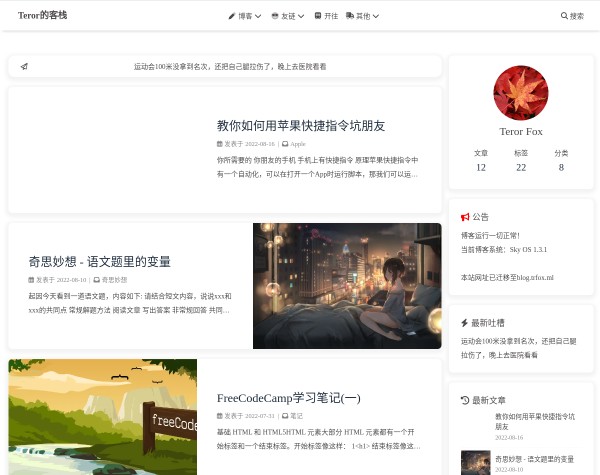 Teror的客栈
博客
友链
开往
其他
搜索
运动会100米没拿到名次，还把自己腿拉伤了，晚上去医院看看
教你如何用苹果快捷指令坑朋友
发表于 2022-08-16 | Apple
你所需要的 你朋友的手机 手机上有快捷指令 原理苹果快捷指令中
有一个自动化，可以在打开一个App时运行脚本，那我们可以运...
奇思妙想 - 语文题里的变量
发表于 2022-08-10 | 奇思妙想
起因今天看到一道语文题，内容如下: 请结合短文内容，说说xxx和
xxx的共同点 常规解题方法 阅读文章 写出答案 非常规回答 共同...
freeCode
FreeCodeCamp学习笔记(一)
发表于 2022-07-31 | 笔记
基础 HTML 和 HTML5HTML 元素大部分 HTML 元素都有一个开
始标签和一个结束标签。开始标签像这样： 1<h1> 结束标签像这...
Teror Fox
文章
标签
分类
12
22
8
公告
博客运行一切正常!
当前博客系统：Sky OS 1.3.1
本站网址已迁移至blog.trfox.ml
最新吐槽
运动会100米没拿到名次，还把自己腿
拉伤了，晚上去医院看看
最新文章
教你如何用苹果快捷指令坑
朋友
2022-08-16
奇思妙想 - 语文题里的变量
2022-08-10